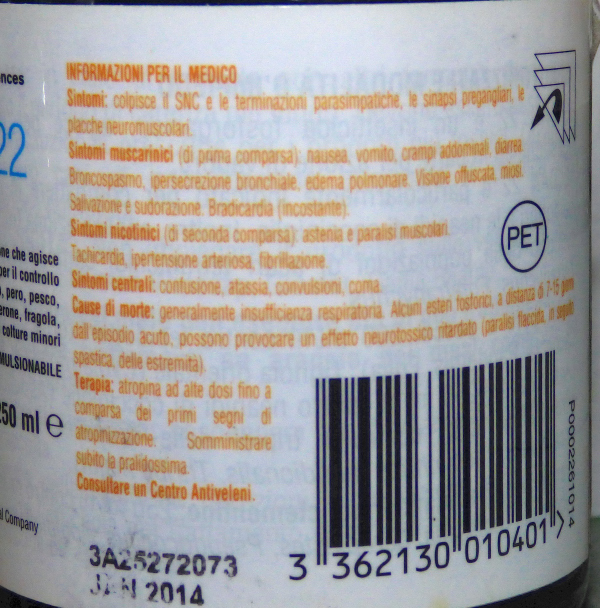 nces
22
one che agisce
per il controllo
, pero, pesco,
erone, fragola,
colture minori
MULSIONABILE
250 ml e
al Company
INFORMAZIONI PER IL MEDICO
Sintomi: colpisce il SNC e le terminazioni parasimpatiche, le sinapsi pregangliari, le
placche neuromuscolari.
Sintomi muscarinici (di prima comparsa): nausea, vomito, crampi addominali, diarrea.
Broncospasmo, ipersecrezione bronchiale, edema polmonare. Visione offuscata, miosi.
Salivazione e sudorazione. Bradicardia (incostante).
Sintomi nicotinici (di seconda comparsa): astenia e paralisi muscolari.
Tachicardia, ipertensione arteriosa, fibrillazione.
Sintomi centrali: confusione, atassia, convulsioni, coma.
Cause di morte: generalmente insufficienza respiratoria. Alcuni esteri fosforici, a distanza di 7-15 giorni
dall'episodio acuto, possono provocare un effetto neurotossico ritardato (paralisi flaccida, in seguito
spastica, delle estremità).
Terapia: atropina ad alte dosi fino a
comparsa dei primi segni di
atropinizzazione. Somministrare
subito la pralidossima.
Consultare un Centro Antiveleni.
PET
3A25272073
JAN 2014
3 362130 010401 >
P0002261014